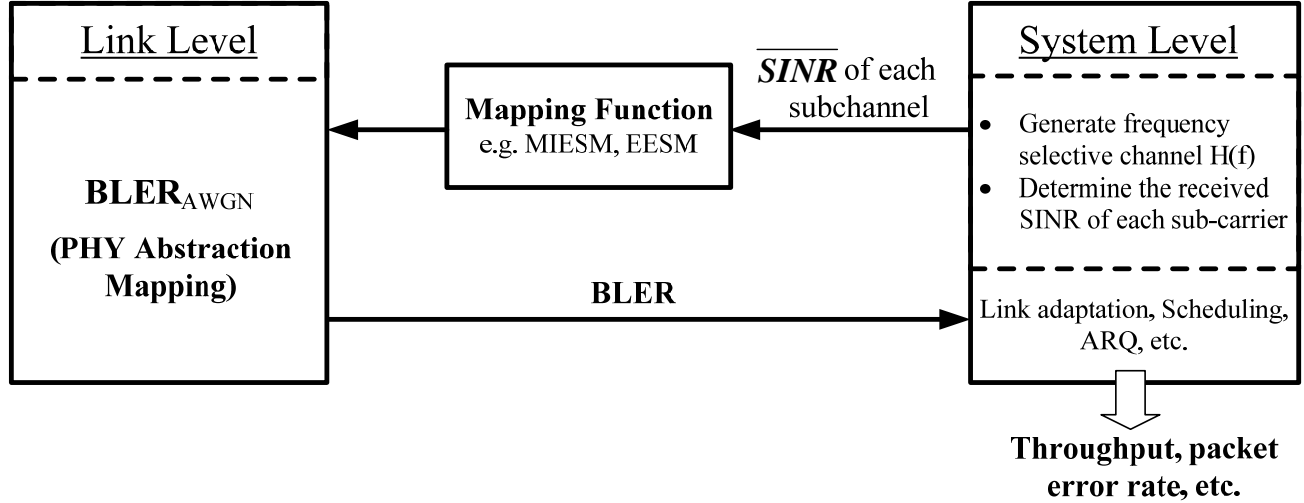 Link Level
BLER_AWGN
(PHY Abstraction
Mapping)
Mapping Function
e.g. MIESM, EESM
SINR of each
subchannel
BLER
System Level
• Generate frequency
selective channel H(f)
• Determine the received
SINR of each sub-carrier
Link adaptation, Scheduling,
ARQ, etc.
Throughput, packet
error rate, etc.